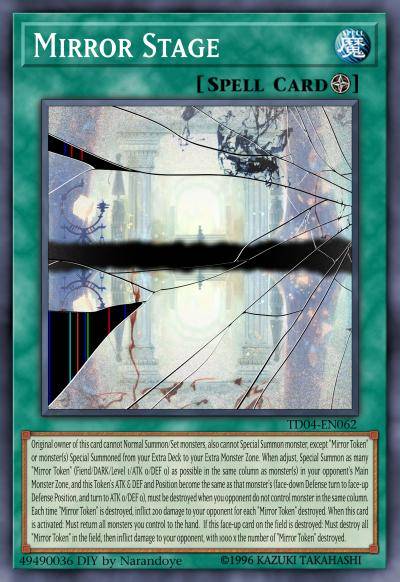 MIRROR STAGE
[SPELL CARD]
TD04-EN062
Original owner of this card cannot Normal Summon/Set monsters, also cannot Special Summon monster, except "Mirror Token"
or monster(s) Special Summoned from your Extra Deck to your Extra Monster Zone. When adjust, Special Summon as many
"Mirror Token" (Fiend/DARK/Level 1/ATK 0/DEF 0) as possible in the same column as monster(s) in your opponent's Main
Monster Zone, and this Token's ATK & DEF and Position become the same as that monster's (face-down Defense turn to face-up
Defense Position, and turn to ATK 0/DEF 0), must be destroyed when you opponent do not control monster in the same column.
Each time "Mirror Token" is destroyed, inflict 200 damage to your opponent for each "Mirror Token" destroyed. When this card
is activated: Must return all monsters you control to the hand. If this face-up card on the field is destroyed: Must destroy all
"Mirror Token" in the field, then inflict damage to your opponent, with 1000 x the number of "Mirror Token" destroyed.
49490036 DIY by Narandoye ©1996 KAZUKI TAKAHASHI